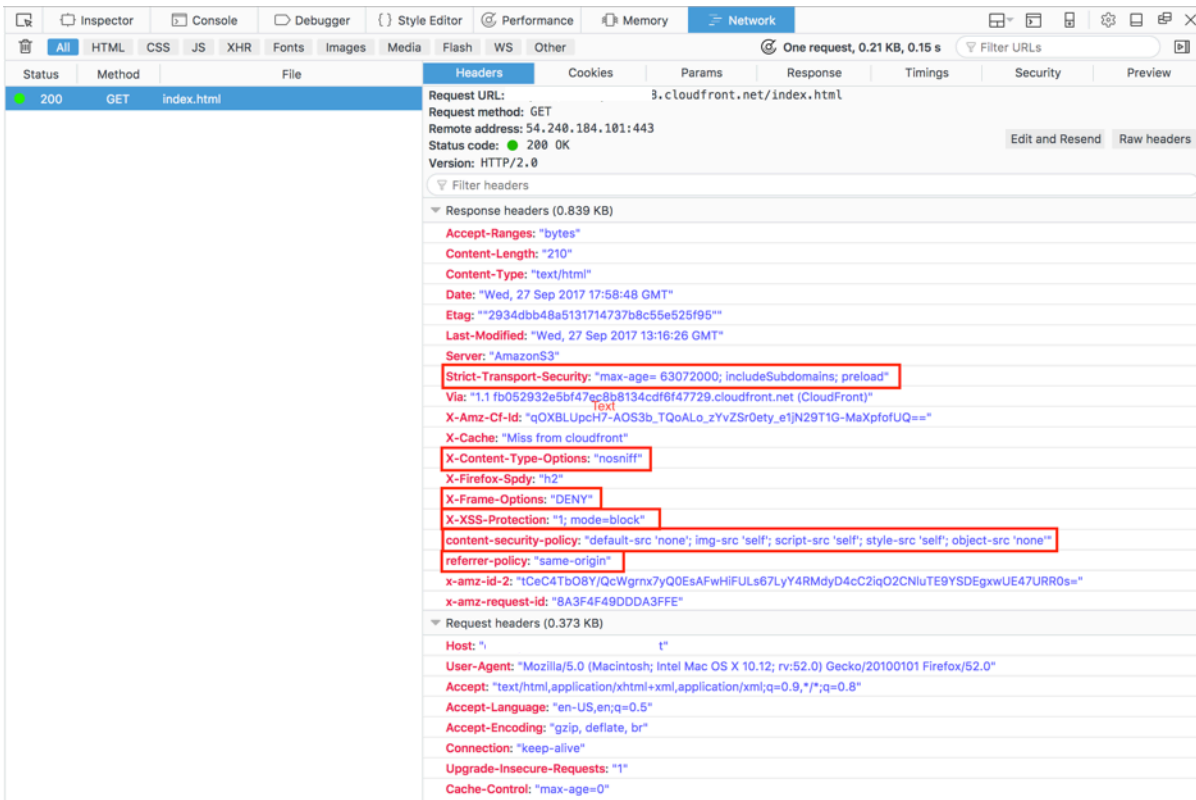 Inspector Console Debugger { } Style Editor Performance Memory Network
All HTML CSS JS XHR Fonts Images Media Flash WS Other One request, 0.21 KB, 0.15 s Filter URLs
Status Method File Headers Cookies Params Response Timings Security Preview
200 GET index.html
Request URL: 3.cloudfront.net/index.html
Request method: GET
Remote address: 54.240.184.101:443
Status code: 200 OK
Edit and Resend Raw headers
Version: HTTP/2.0
Filter headers
Response headers (0.839 KB)
Accept-Ranges: "bytes"
Content-Length: "210"
Content-Type: "text/html"
Date: "Wed, 27 Sep 2017 17:58:48 GMT"
Etag: ""2934dbb48a5131714737b8c55e525f95""
Last-Modified: "Wed, 27 Sep 2017 13:16:26 GMT"
Server: "AmazonS3"
Strict-Transport-Security: "max-age= 63072000; includeSubdomains; preload"
Via: "1.1 fb052932e5bf47ec8b8134cdf6f47729.cloudfront.net (CloudFront)"
Text
X-Amz-Cf-Id: "qOXBLUpcH7-AOS3b_TQoALo_zYvZSr0ety_e1jN29T1G-MaXpfofUQ=="
X-Cache: "Miss from cloudfront"
X-Content-Type-Options: "nosniff"
X-Firefox-Spdy: "h2"
X-Frame-Options: "DENY"
X-XSS-Protection: "1; mode=block"
content-security-policy: "default-src 'none'; img-src 'self'; script-src 'self'; style-src 'self'; object-src 'none'"
referrer-policy: "same-origin"
x-amz-id-2: "tCeC4TbO8Y/QcWgrnx7yQ0EsAFwHiFULs67LyY4RMdyD4cC2iqO2CNluTE9YSDEgxwUE47URR0s="
x-amz-request-id: "8A3F4F49DDDA3FFE"
Request headers (0.373 KB)
Host: " t"
User-Agent: "Mozilla/5.0 (Macintosh; Intel Mac OS X 10.12; rv:52.0) Gecko/20100101 Firefox/52.0"
Accept: "text/html,application/xhtml+xml,application/xml;q=0.9,*/*;q=0.8"
Accept-Language: "en-US,en;q=0.5"
Accept-Encoding: "gzip, deflate, br"
Connection: "keep-alive"
Upgrade-Insecure-Requests: "1"
Cache-Control: "max-age=0"